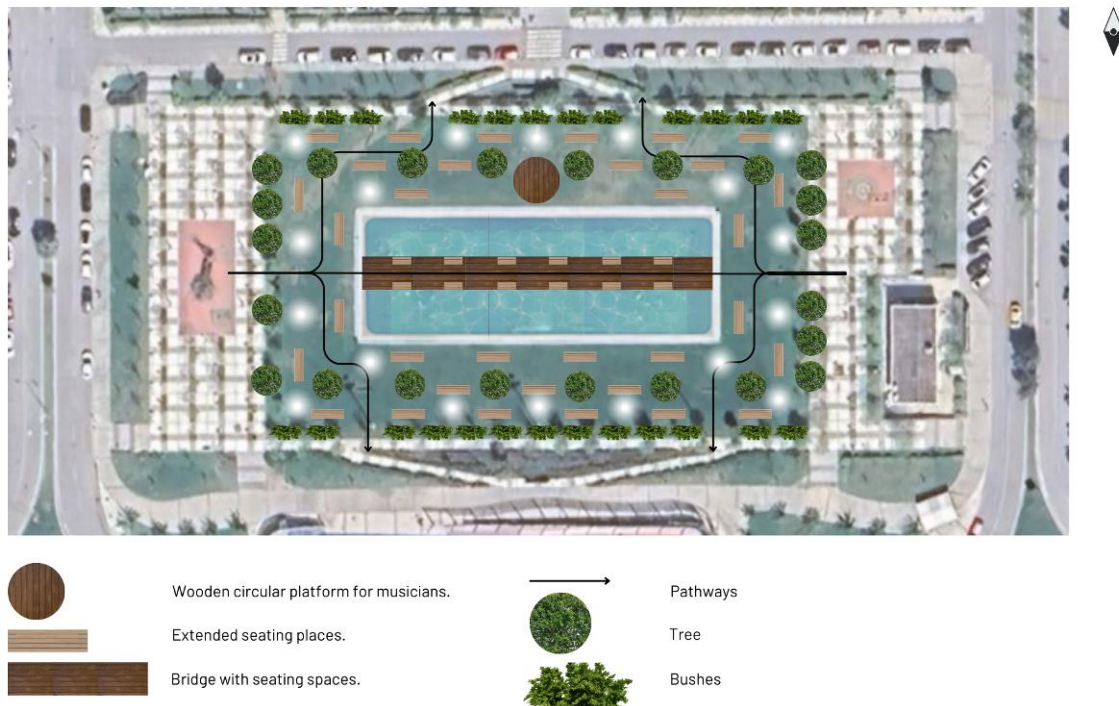 Wooden circular platform for musicians.
Extended seating places.
Bridge with seating spaces.
Pathways
Tree
Bushes